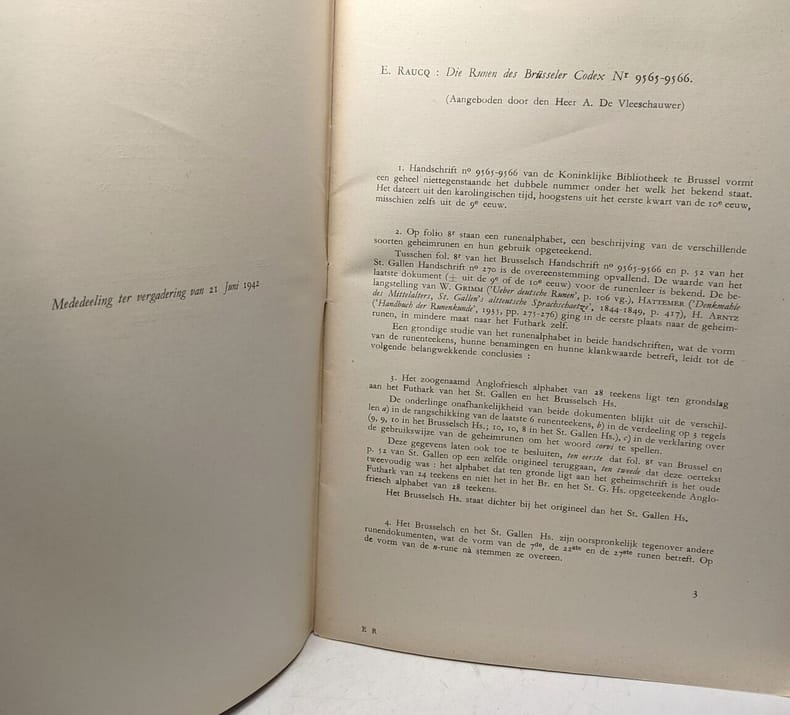 Mededeeling ter vergadering van 21 Juni 1942
E. Raucq : Die Runen des Brüsseler Codex Nr 9565-9566.
(Aangeboden door den Heer A. De Vleeschauwer)
1. Handschrift nº 9565-9566 van de Koninklijke Bibliotheek te Brussel vormt
een geheel niettegenstaande het dubbele nummer onder het welk het bekend staat.
Het dateert uit den karolingischen tijd, hoogstens uit het eerste kwart van de 10e eeuw,
misschien zelfs uit de 9e eeuw.
2. Op folio 8r staan een runenalphabet, een beschrijving van de verschillende
soorten geheimrunen en hun gebruik opgeteekend.
Tusschen fol. 8r van het Brusselsch Handschrift nº 9565-9566 en p. 52 van het
St. Gallen Handschrift nº 270 is de overeenstemming opvallend. De waarde van het
laatste dokument (± uit de 9e of de 10e eeuw) voor de runenleer is bekend. De be-
langstelling van W. Grimm ('Ueber deutsche Runen', p. 106 vg.), Hattemer ('Denkmahle
des Mittelalters, St. Gallen's altteutsche Sprachschaetze', 1844-1849, p. 417), H. Arntz
('Handbuch der Runenkunde', 1935, pp. 275-276) ging in de eerste plaats naar de geheim-
runen, in mindere maat naar het Futhark zelf.
Een grondige studie van het runenalphabet in beide handschriften, wat de vorm
van de runenteekens, hunne benamingen en hunne klankwaarde betreft, leidt tot de
volgende belangwekkende conclusies :
3. Het zoogenaamd Anglofriesch alphabet van 28 teekens ligt ten grondslag
aan het Futhark van het St. Gallen en het Brusselsch Hs.
De onderlinge onafhankelijkheid van beide dokumenten blijkt uit de verschil-
len a) in de rangschikking van de laatste 6 runenteekens, b) in de verdeeling op 3 regels
(9, 9, 10 in het Brusselsch Hs.; 10, 10, 8 in het St. Gallen Hs.), c) in de verklaring over
de gebruikswijze van de geheimrunen om het woord corvi te spellen.
Deze gegevens laten ook toe te besluiten, ten eerste dat fol. 8r van Brussel en
p. 52 van St. Gallen op een zelfde origineel teruggaan, ten tweede dat deze oertekst
tweevoudig was : het alphabet dat ten gronde ligt aan het geheimschrift is het oude
Futhark van 24 teekens en niet het in het Br. en het St. G. Hs. opgeteekende Anglo-
friesch alphabet van 28 teekens.
Het Brusselsch Hs. staat dichter bij het origineel dan het St. Gallen Hs.
4. Het Brusselsch en het St. Gallen Hs. zijn oorspronkelijk tegenover andere
runendokumenten, wat de vorm van de 7de, de 22ste en de 27ste runen betreft. Op
de vorm van de n-rune nà stemmen ze overeen.
3
E R